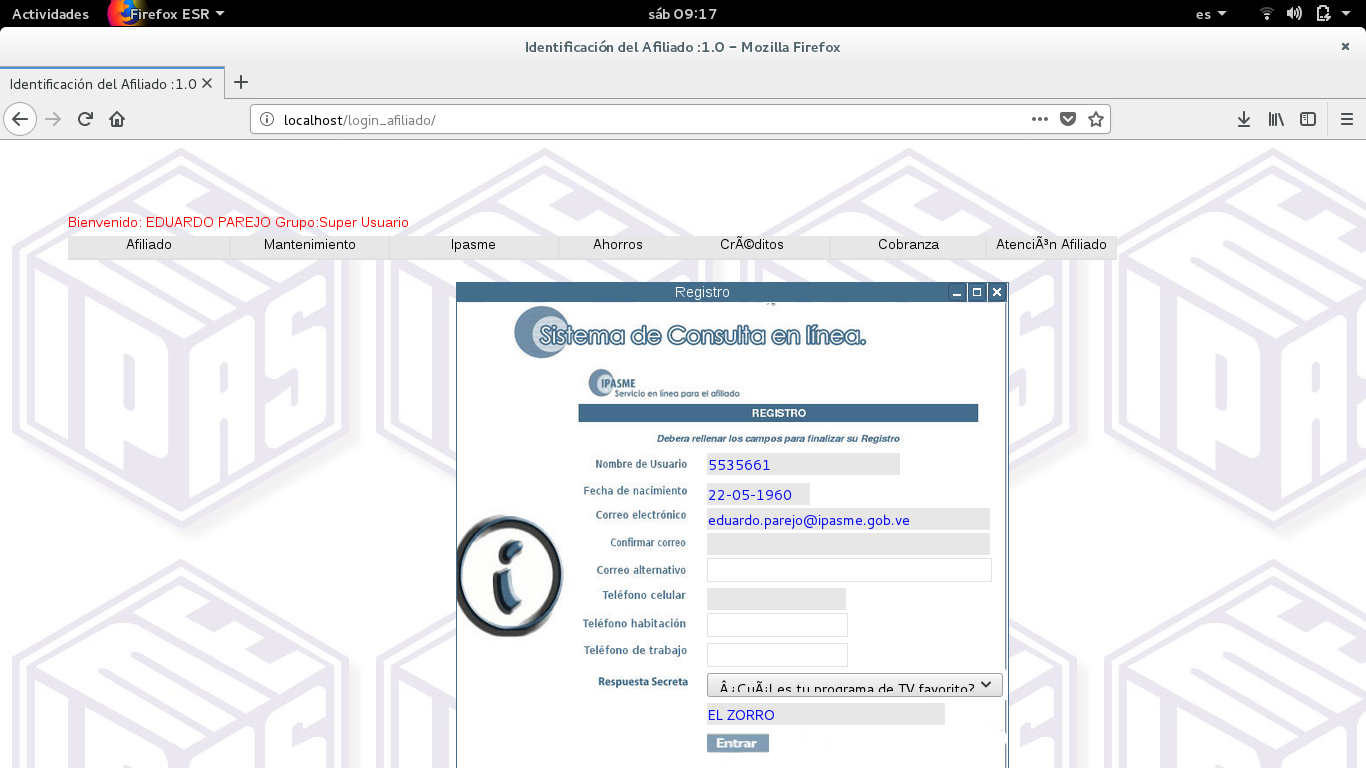 Actividades Firefox ESR sáb 09:17 es
Identificación del Afiliado :1.0 - Mozilla Firefox
Identificación del Afiliado :1.0
localhost/login_afiliado/
Bienvenido: EDUARDO PAREJO Grupo:Super Usuario
Afiliado Mantenimiento Ipasme Ahorros CrÃ©ditos Cobranza AtenciÃ³n Afiliado
Registro
Sistema de Consulta en línea.
IPASME
Servicio en línea para el afiliado
REGISTRO
Debera rellenar los campos para finalizar su Registro
Nombre de Usuario 5535661
Fecha de nacimiento 22-05-1960
Correo electrónico eduardo.parejo@ipasme.gob.ve
Confirmar correo
Correo alternativo
Teléfono celular
Teléfono habitación
Teléfono de trabajo
Respuesta Secreta Â¿CuÃ¡l es tu programa de TV favorito?
EL ZORRO
Entrar